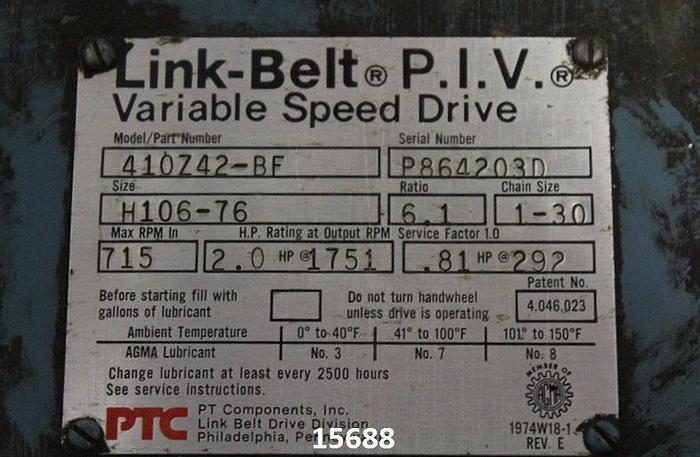 Link-Belt® P.I.V.®
Variable Speed Drive
Model/Part Number Serial Number
410Z42-BF P864203D
Size Ratio Chain Size
H106-76 6.1 1-30
Max RPM In H.P. Rating at Output RPM Service Factor 1.0
715 2.0 HP @ 1751 .81 HP @ 292
Patent No.
Before starting fill with Do not turn handwheel 4,046,023
gallons of lubricant unless drive is operating
Ambient Temperature 0° to 40°F 41° to 100°F 101° to 150°F
AGMA Lubricant No. 3 No. 7 No. 8
Change lubricant at least every 2500 hours
See service instructions.
MEMBER OF
AGMA
PTC PT Components, Inc.
Link Belt Drive Division 1974W18-1
Philadelphia, REV. E
15688